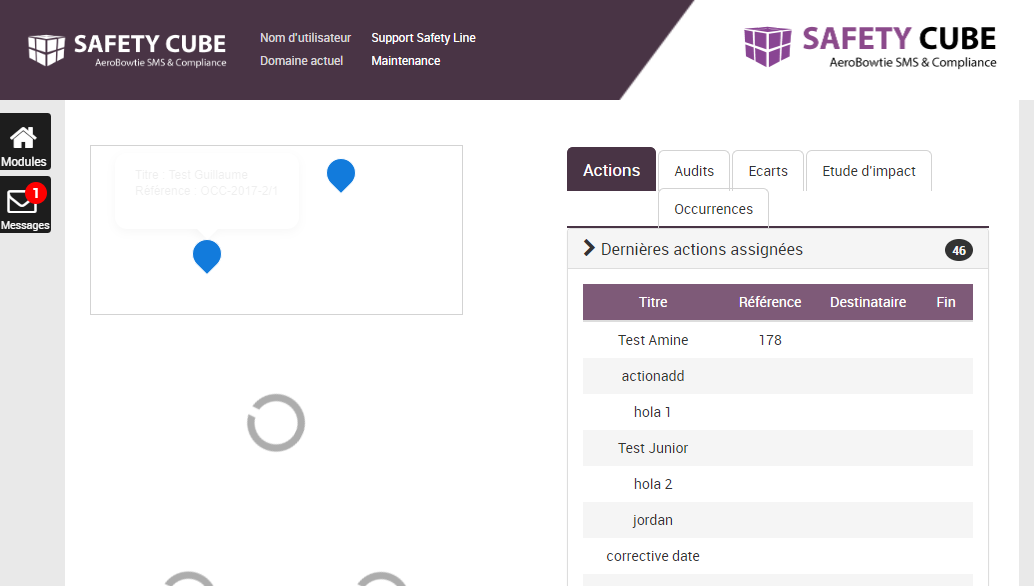 SAFETY CUBE
AeroBowtie SMS & Compliance
Nom d'utilisateur Support Safety Line
Domaine actuel Maintenance
SAFETY CUBE
AeroBowtie SMS & Compliance
Modules
1
Messages
Titre : Test Guillaume
Référence : OCC-2017-2/1
Actions Audits Ecarts Etude d'impact
Occurrences
Dernières actions assignées 46
Titre Référence Destinataire Fin
Test Amine 178
actionadd
hola 1
Test Junior
hola 2
jordan
corrective date